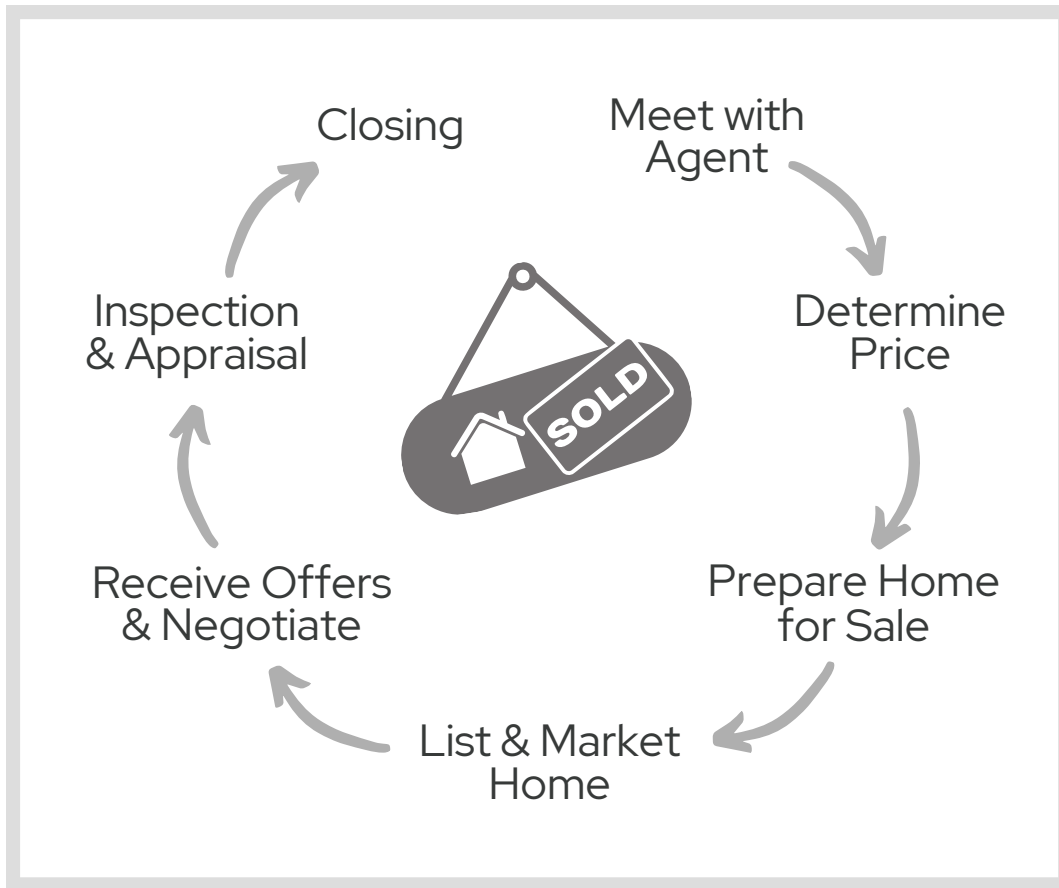 Meet with
Agent
Determine
Price
Prepare Home
for Sale
List & Market
Home
Receive Offers
& Negotiate
Inspection
& Appraisal
Closing
SOLD